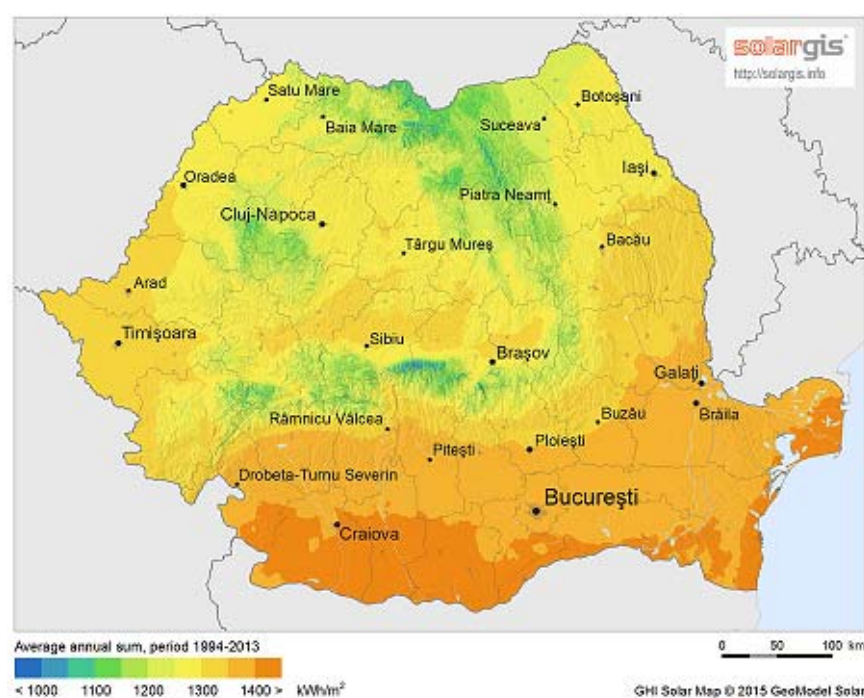 solargis
http://solargis.info
Satu Mare
Botoşani
Baia Mare
Suceava
Oradea
Iaşi
Piatra Neamţ
Cluj-Napoca
Târgu Mureş
Bacău
Arad
Timişoara
Sibiu
Braşov
Galaţi
Râmnicu Vâlcea
Buzău
Brăila
Piteşti
Ploieşti
Drobeta-Turnu Severin
Bucureşti
Craiova
Average annual sum, period 1994-2013
0 50 100 km
< 1000 1100 1200 1300 1400 > kWh/m²
GHI Solar Map © 2015 GeoModel Solar